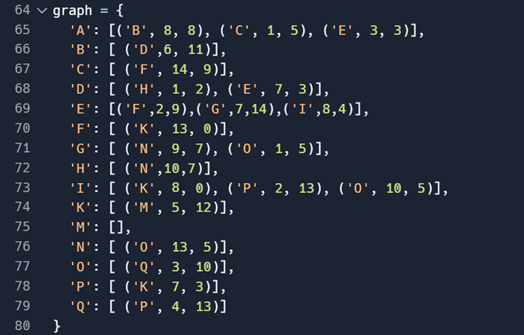 64 graph = {
65 'A': [('B', 8, 8), ('C', 1, 5), ('E', 3, 3)],
66 'B': [ ('D',6, 11)],
67 'C': [ ('F', 14, 9)],
68 'D': [ ('H', 1, 2), ('E', 7, 3)],
69 'E': [('F',2,9),('G',7,14),('I',8,4)],
70 'F': [ ('K', 13, 0)],
71 'G': [ ('N', 9, 7), ('O', 1, 5)],
72 'H': [ ('N',10,7)],
73 'I': [ ('K', 8, 0), ('P', 2, 13), ('O', 10, 5)],
74 'K': [ ('M', 5, 12)],
75 'M': [],
76 'N': [ ('O', 13, 5)],
77 'O': [ ('Q', 3, 10)],
78 'P': [ ('K', 7, 3)],
79 'Q': [ ('P', 4, 13)]
80 }